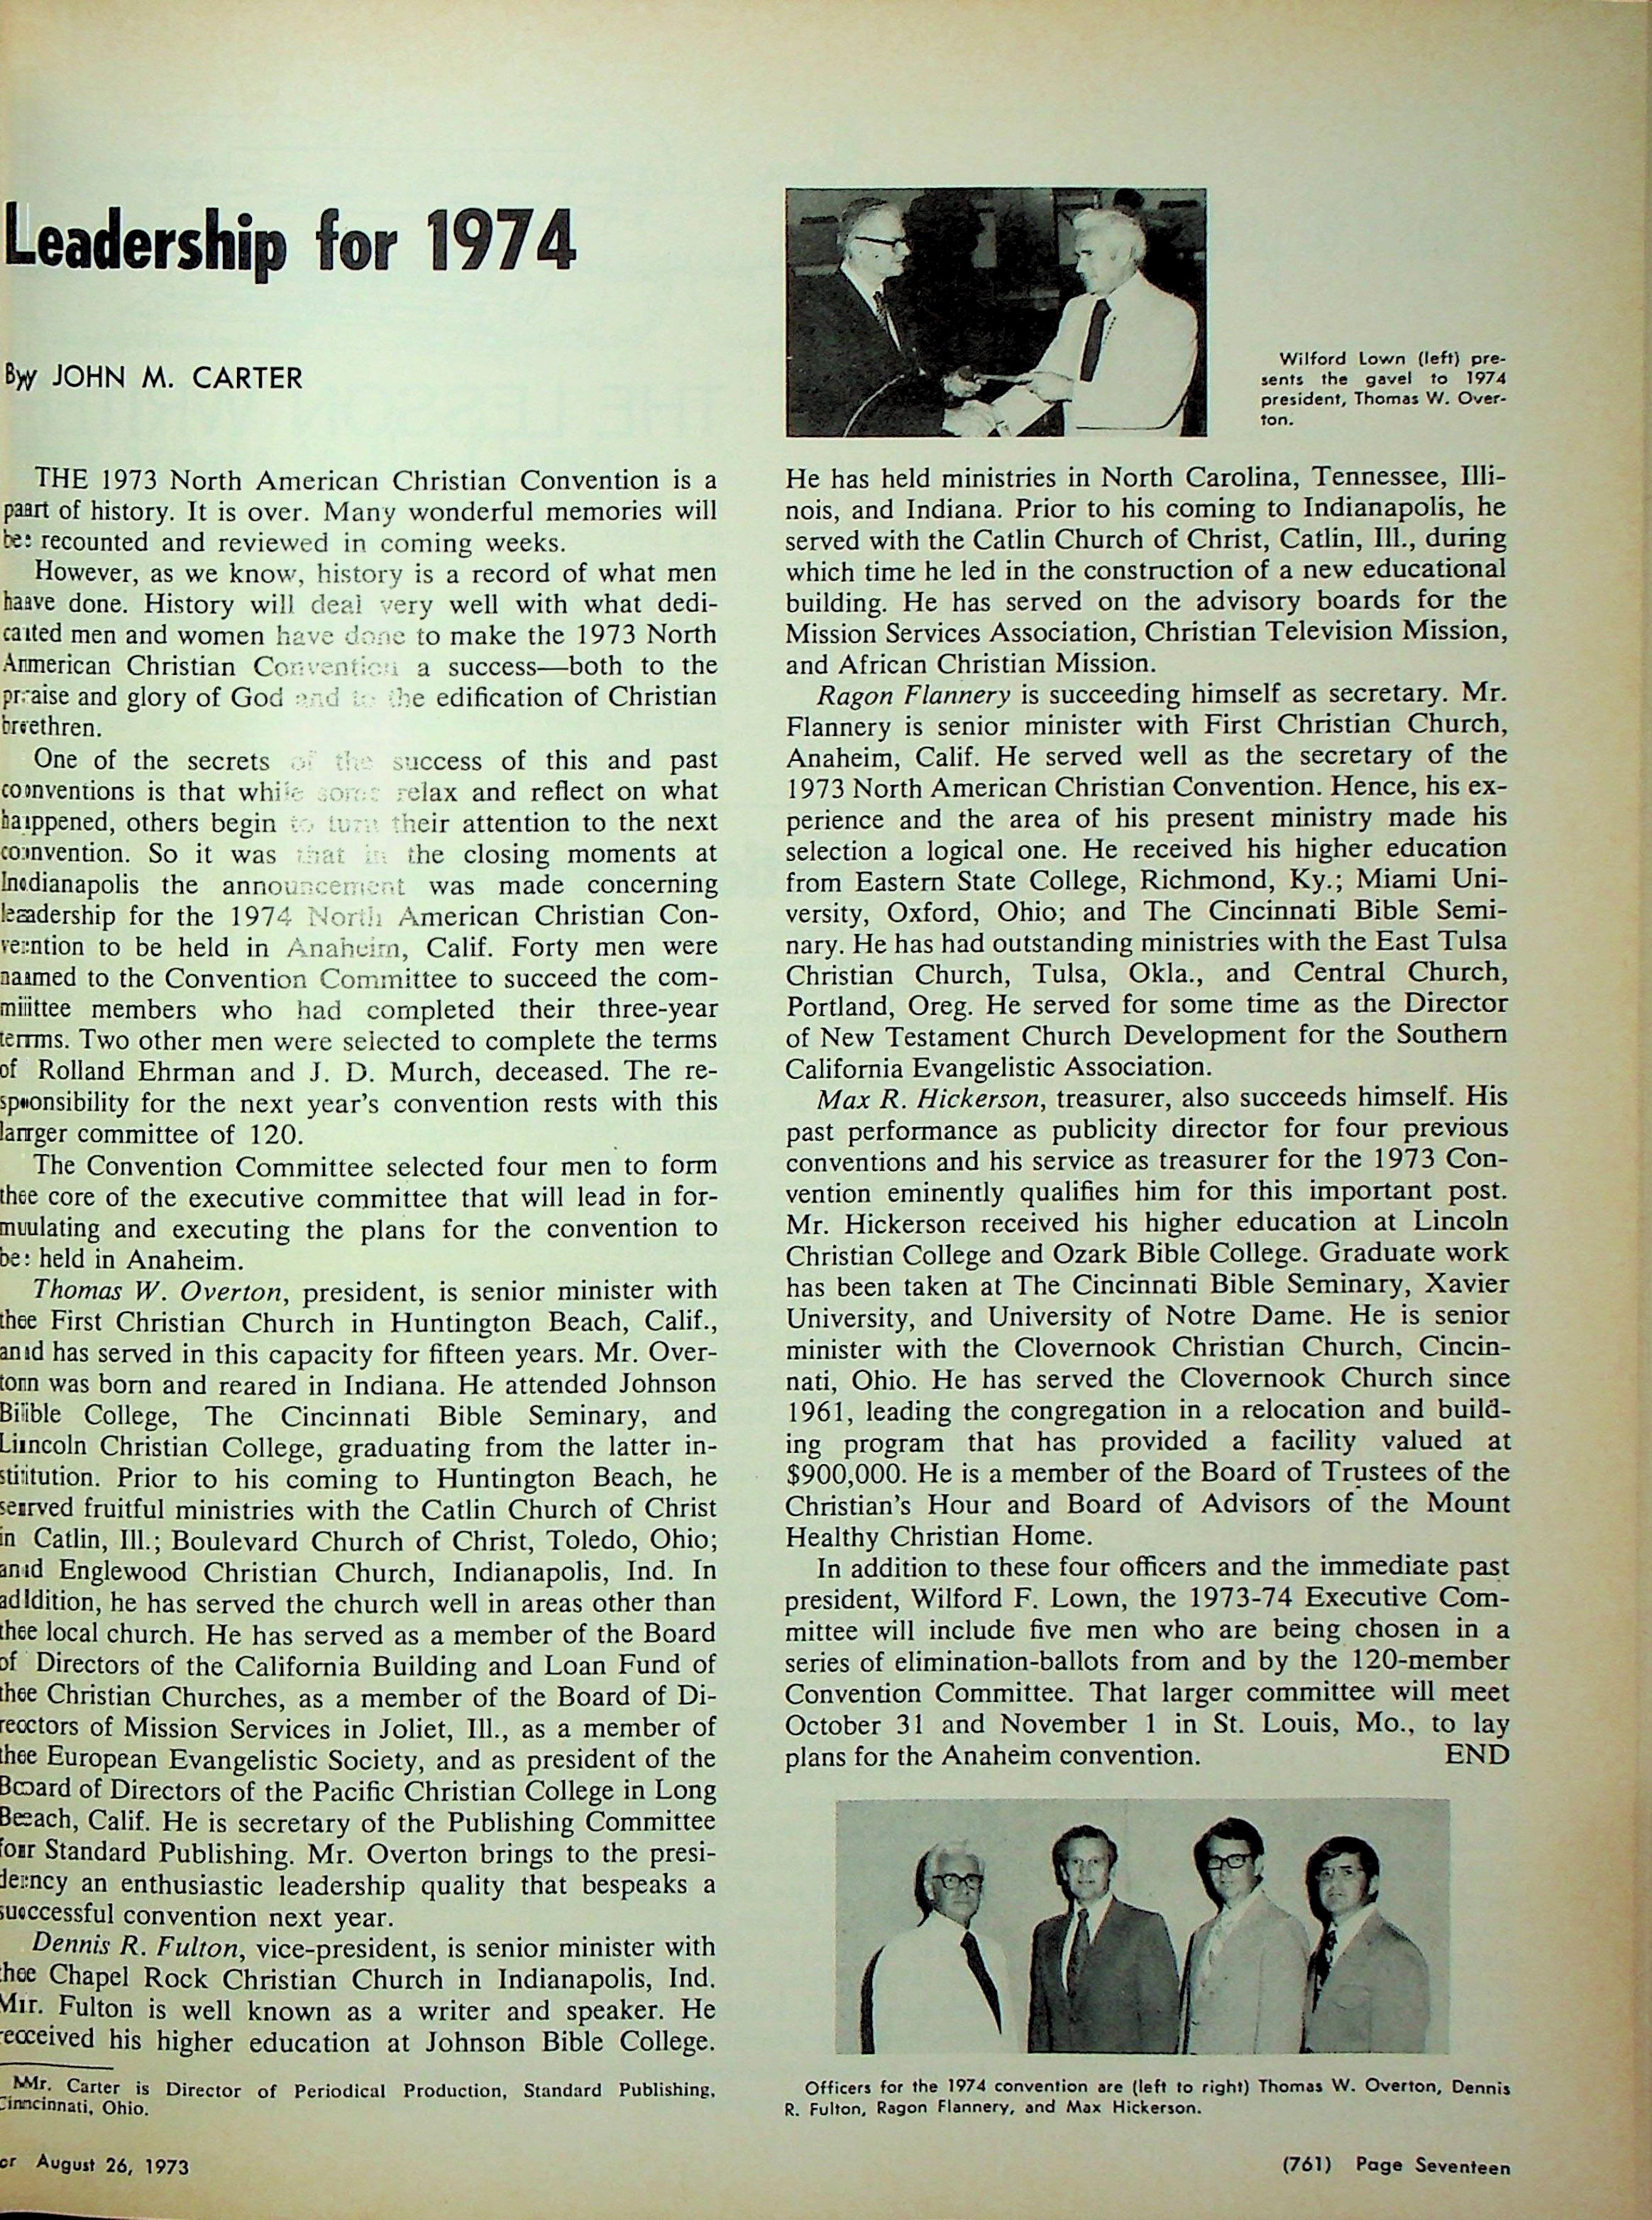 Leadership for 1974
By JOHN M. CARTER
THE 1973 North American Christian Convention is a
part of history. It is over. Many wonderful memories will
be recounted and reviewed in coming weeks.
However, as we know, history is a record of what men
have done. History will deal very well with what dedi-
cated men and women have done to make the 1973 North
American Christian Convention a success—both to the
praise and glory of God and to the edification of Christian
brethren.
One of the secrets of the success of this and past
conventions is that while some relax and reflect on what
happened, others begin to turn their attention to the next
convention. So it was that in the closing moments at
Indianapolis the announcement was made concerning
leadership for the 1974 North American Christian Con-
vention to be held in Anaheim, Calif. Forty men were
named to the Convention Committee to succeed the com-
mittee members who had completed their three-year
terms. Two other men were selected to complete the terms
of Rolland Ehrman and J. D. Murch, deceased. The re-
sponsibility for the next year's convention rests with this
larger committee of 120.
The Convention Committee selected four men to form
the core of the executive committee that will lead in for-
mulating and executing the plans for the convention to
be held in Anaheim.
Thomas W. Overton, president, is senior minister with
the First Christian Church in Huntington Beach, Calif.,
and has served in this capacity for fifteen years. Mr. Over-
ton was born and reared in Indiana. He attended Johnson
Bible College, The Cincinnati Bible Seminary, and
Lincoln Christian College, graduating from the latter in-
stitution. Prior to his coming to Huntington Beach, he
served fruitful ministries with the Catlin Church of Christ
in Catlin, Ill.; Boulevard Church of Christ, Toledo, Ohio;
and Englewood Christian Church, Indianapolis, Ind. In
addition, he has served the church well in areas other than
the local church. He has served as a member of the Board
of Directors of the California Building and Loan Fund of
the Christian Churches, as a member of the Board of Di-
rectors of Mission Services in Joliet, Ill., as a member of
the European Evangelistic Society, and as president of the
Board of Directors of the Pacific Christian College in Long
Beach, Calif. He is secretary of the Publishing Committee
for Standard Publishing. Mr. Overton brings to the presi-
dency an enthusiastic leadership quality that bespeaks a
successful convention next year.
Dennis R. Fulton, vice-president, is senior minister with
the Chapel Rock Christian Church in Indianapolis, Ind.
Mr. Fulton is well known as a writer and speaker. He
received his higher education at Johnson Bible College.
Mr. Carter is Director of Periodical Production, Standard Publishing,
Cincinnati, Ohio.
Wilford Lown (left) pre-
sents the gavel to 1974
president, Thomas W. Over-
ton.
He has held ministries in North Carolina, Tennessee, Illi-
nois, and Indiana. Prior to his coming to Indianapolis, he
served with the Catlin Church of Christ, Catlin, Ill., during
which time he led in the construction of a new educational
building. He has served on the advisory boards for the
Mission Services Association, Christian Television Mission,
and African Christian Mission.
Ragon Flannery is succeeding himself as secretary. Mr.
Flannery is senior minister with First Christian Church,
Anaheim, Calif. He served well as the secretary of the
1973 North American Christian Convention. Hence, his ex-
perience and the area of his present ministry made his
selection a logical one. He received his higher education
from Eastern State College, Richmond, Ky.; Miami Uni-
versity, Oxford, Ohio; and The Cincinnati Bible Semi-
nary. He has had outstanding ministries with the East Tulsa
Christian Church, Tulsa, Okla., and Central Church,
Portland, Oreg. He served for some time as the Director
of New Testament Church Development for the Southern
California Evangelistic Association.
Max R. Hickerson, treasurer, also succeeds himself. His
past performance as publicity director for four previous
conventions and his service as treasurer for the 1973 Con-
vention eminently qualifies him for this important post.
Mr. Hickerson received his higher education at Lincoln
Christian College and Ozark Bible College. Graduate work
has been taken at The Cincinnati Bible Seminary, Xavier
University, and University of Notre Dame. He is senior
minister with the Clovernook Christian Church, Cincin-
nati, Ohio. He has served the Clovernook Church since
1961, leading the congregation in a relocation and build-
ing program that has provided a facility valued at
$900,000. He is a member of the Board of Trustees of the
Christian's Hour and Board of Advisors of the Mount
Healthy Christian Home.
In addition to these four officers and the immediate past
president, Wilford F. Lown, the 1973-74 Executive Com-
mittee will include five men who are being chosen in a
series of elimination-ballots from and by the 120-member
Convention Committee. That larger committee will meet
October 31 and November 1 in St. Louis, Mo., to lay
plans for the Anaheim convention. END
Officers for the 1974 convention are (left to right) Thomas W. Overton, Dennis
R. Fulton, Ragon Flannery, and Max Hickerson.
August 26, 1973
(761) Page Seventeen